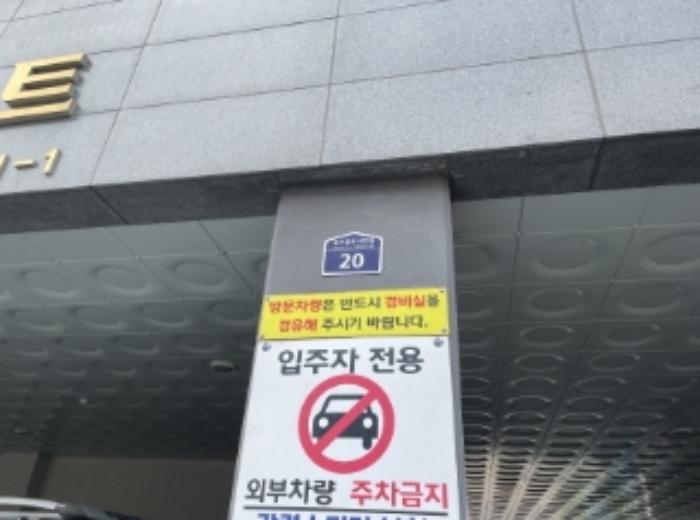 트
-1
20
방문차량은 반드시 경비실을
경유해 주시기 바랍니다.
입주자 전용
외부차량 주차금지